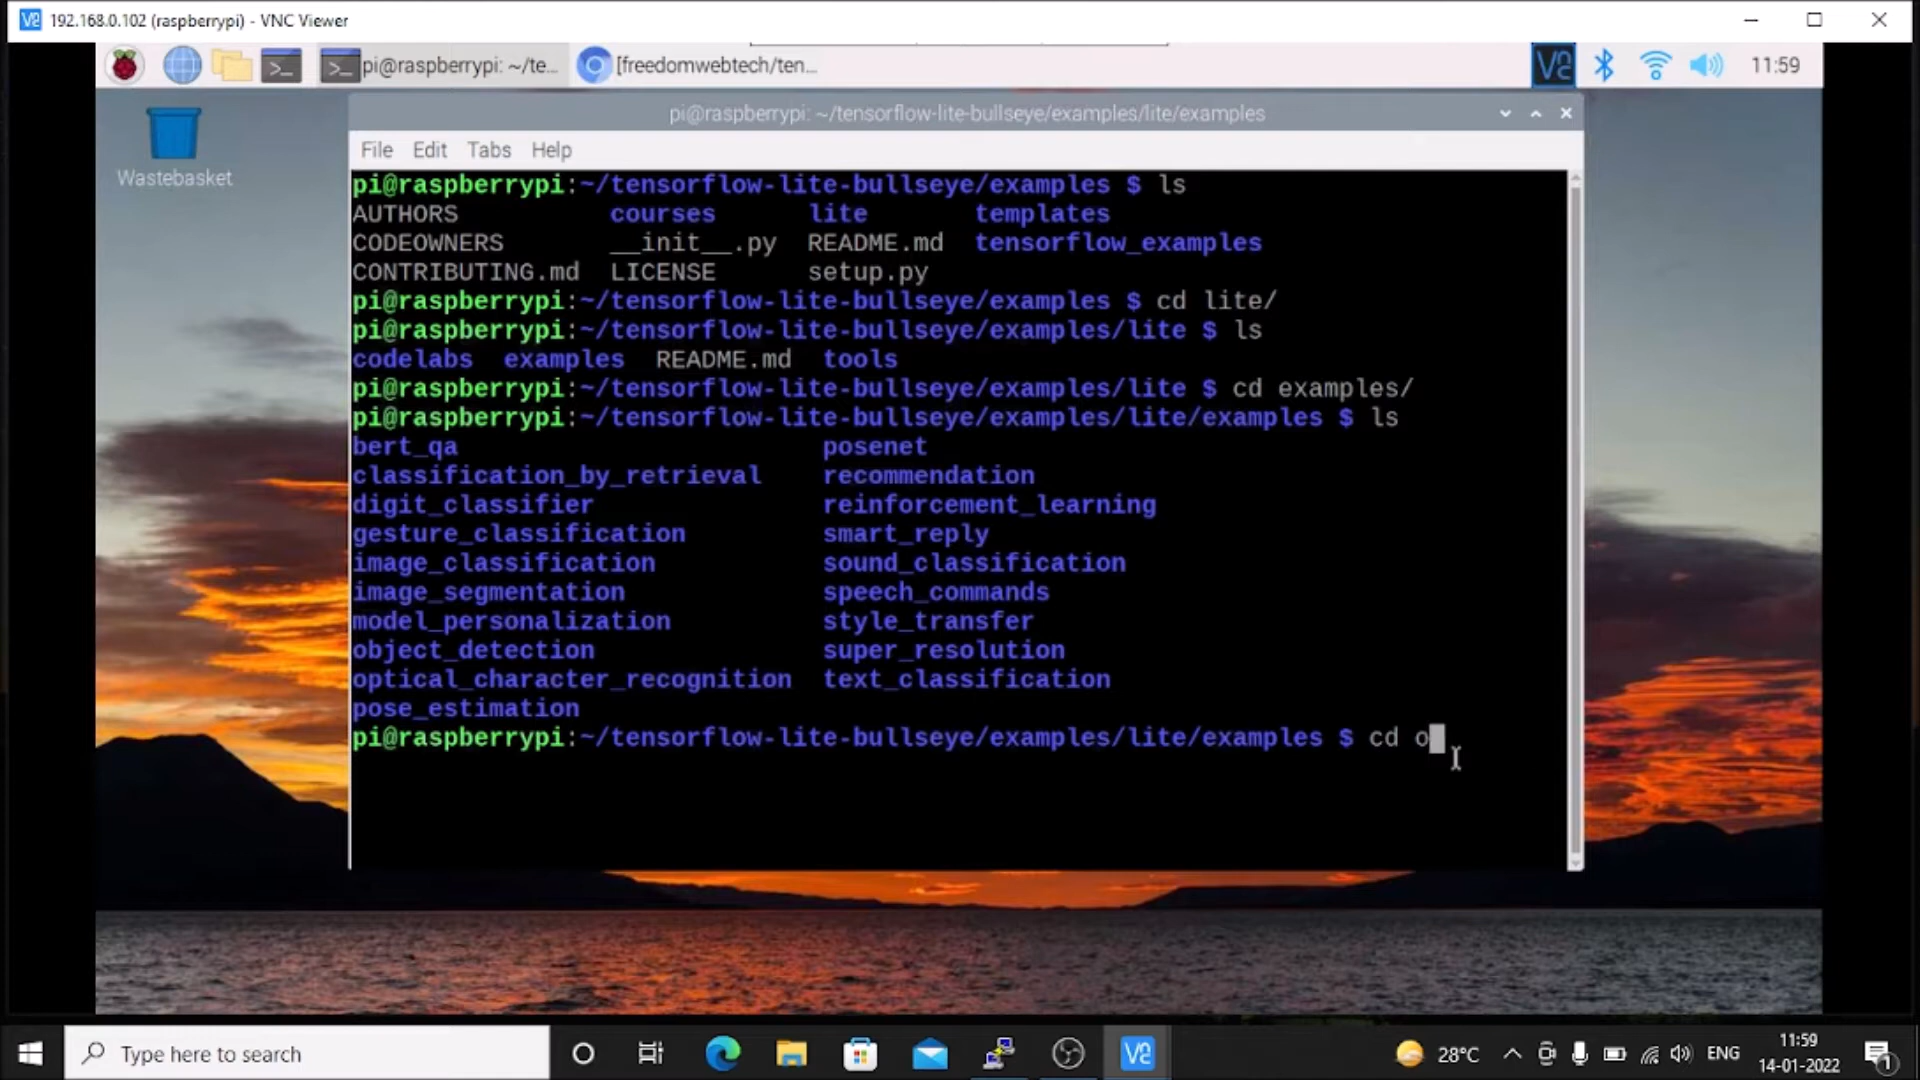 192.168.0.102 (raspberrypi) - VNC Viewer
pi@raspberrypi: ~/te... [freedomwebtech/ten... 11:59
Wastebasket
pi@raspberrypi: ~/tensorflow-lite-bullseye/examples/lite/examples
File Edit Tabs Help
pi@raspberrypi:~/tensorflow-lite-bullseye/examples $ ls
AUTHORS courses lite templates
CODEOWNERS __init__.py README.md tensorflow_examples
CONTRIBUTING.md LICENSE setup.py
pi@raspberrypi:~/tensorflow-lite-bullseye/examples $ cd lite/
pi@raspberrypi:~/tensorflow-lite-bullseye/examples/lite $ ls
codelabs examples README.md tools
pi@raspberrypi:~/tensorflow-lite-bullseye/examples/lite $ cd examples/
pi@raspberrypi:~/tensorflow-lite-bullseye/examples/lite/examples $ ls
bert_qa posenet
classification_by_retrieval recommendation
digit_classifier reinforcement_learning
gesture_classification smart_reply
image_classification sound_classification
image_segmentation speech_commands
model_personalization style_transfer
object_detection super_resolution
optical_character_recognition text_classification
pose_estimation
pi@raspberrypi:~/tensorflow-lite-bullseye/examples/lite/examples $ cd o
Type here to search
28°C ENG
11:59
14-01-2022
1